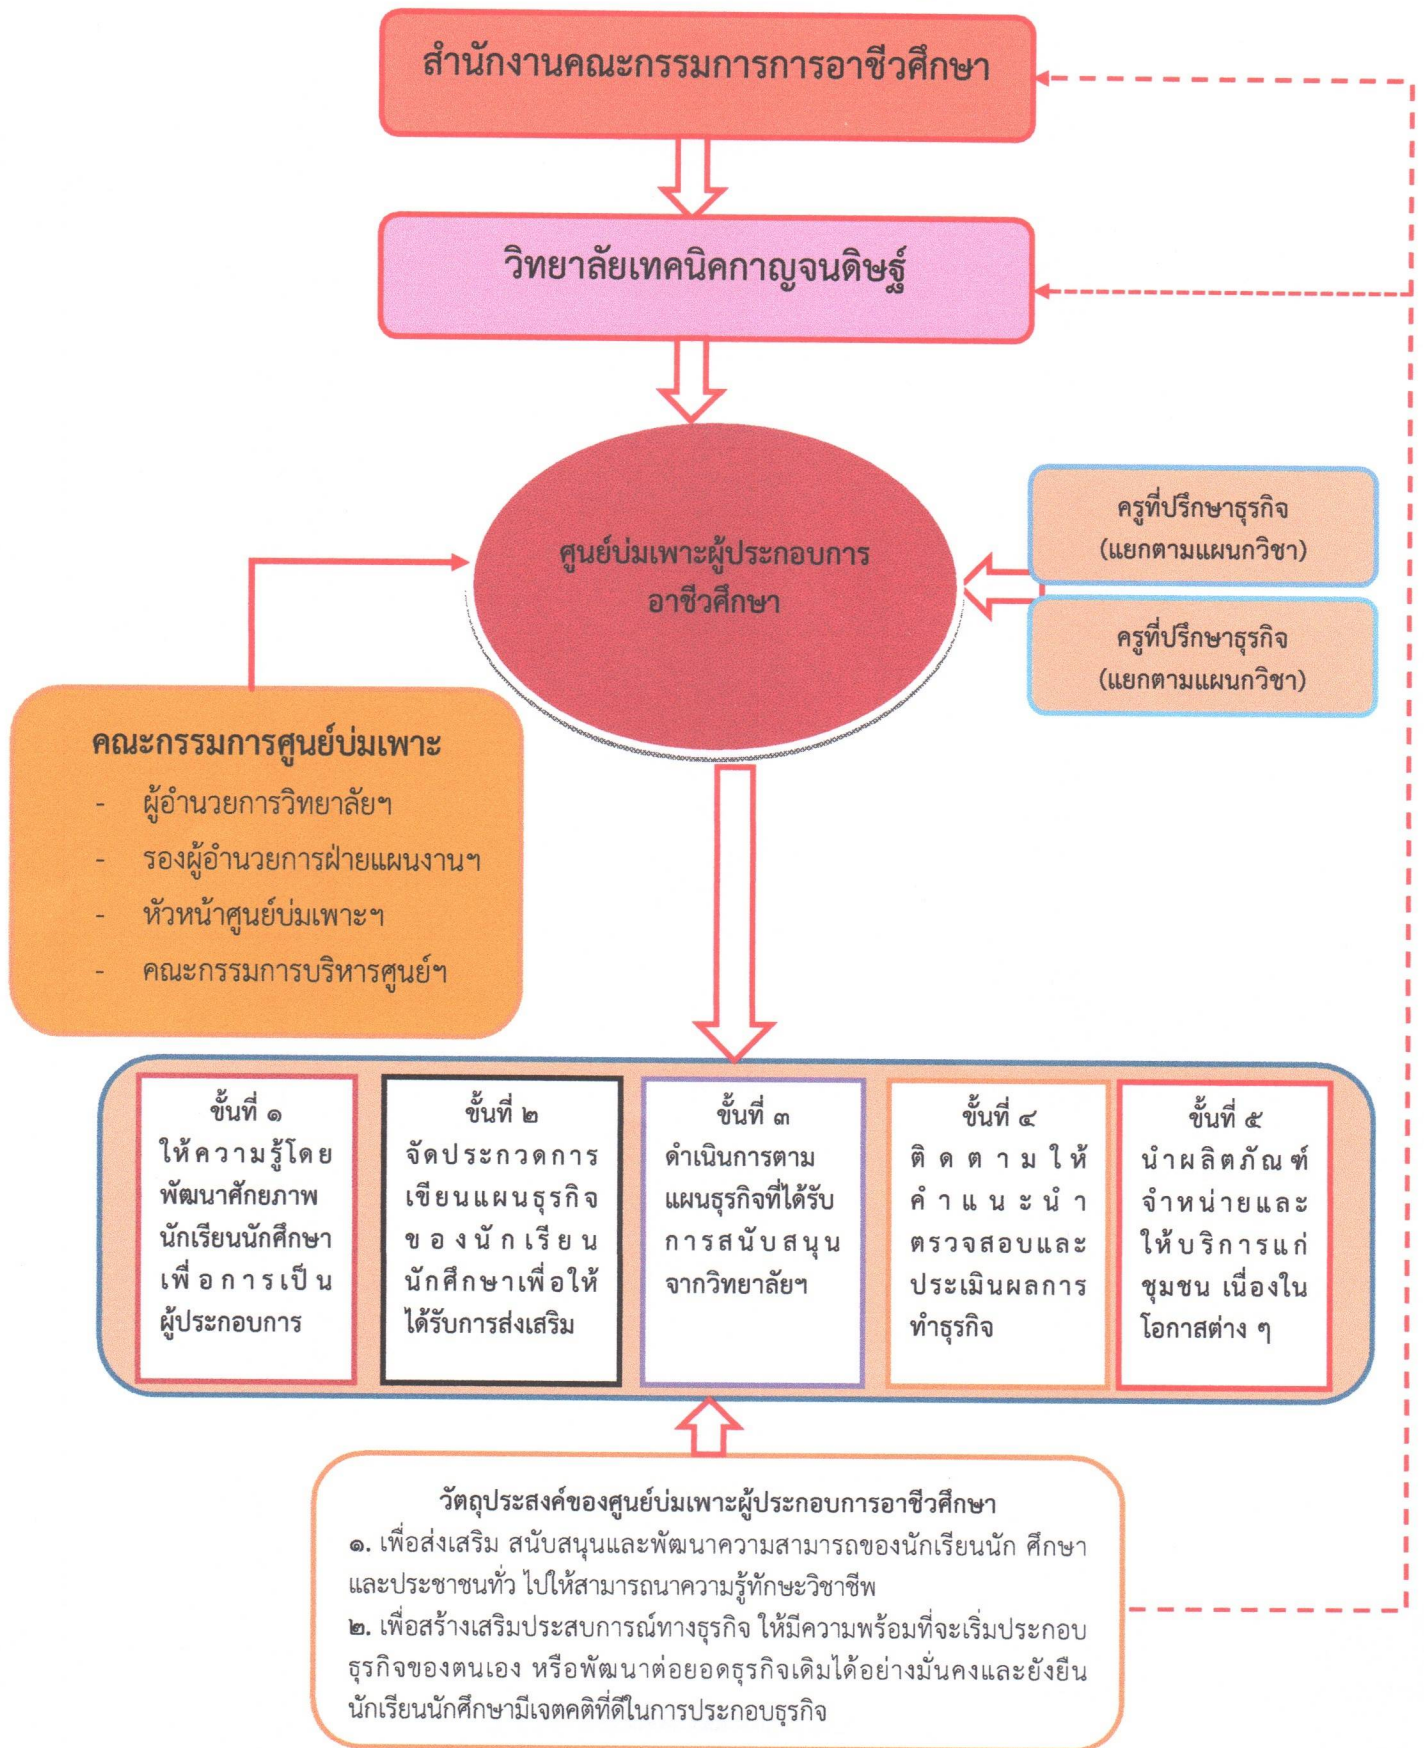 สำนักงานคณะกรรมการการอาชีวศึกษา
วิทยาลัยเทคนิคกาญจนดิษฐ์
ศูนย์บ่มเพาะผู้ประกอบการ
อาชีวศึกษา
ครูที่ปรึกษาธุรกิจ
(แยกตามแผนกวิชา)
ครูที่ปรึกษาธุรกิจ
(แยกตามแผนกวิชา)
คณะกรรมการศูนย์บ่มเพาะ
- ผู้อำนวยการวิทยาลัยฯ
- รองผู้อำนวยการฝ่ายแผนงานฯ
- หัวหน้าศูนย์บ่มเพาะฯ
- คณะกรรมการบริหารศูนย์ฯ
ขั้นที่ ๑
ให้ความรู้โดย
พัฒนาศักยภาพ
นักเรียนนักศึกษา
เพื่อการเป็น
ผู้ประกอบการ
ขั้นที่ ๒
จัดประกวดการ
เขียนแผนธุรกิจ
ของนักเรียน
นักศึกษาเพื่อให้
ได้รับการส่งเสริม
ขั้นที่ ๓
ดำเนินการตาม
แผนธุรกิจที่ได้รับ
การสนับสนุน
จากวิทยาลัยฯ
ขั้นที่ ๔
ติดตามให้
คำแนะนำ
ตรวจสอบและ
ประเมินผลการ
ทำธุรกิจ
ขั้นที่ ๕
นำผลิตภัณฑ์
จำหน่ายและ
ให้บริการแก่
ชุมชน เนื่องใน
โอกาสต่าง ๆ
วัตถุประสงค์ของศูนย์บ่มเพาะผู้ประกอบการอาชีวศึกษา
๑. เพื่อส่งเสริม สนับสนุนและพัฒนาความสามารถของนักเรียนนัก ศึกษา
และประชาชนทั่ว ไปให้สามารถนาความรู้ทักษะวิชาชีพ
๒. เพื่อสร้างเสริมประสบการณ์ทางธุรกิจ ให้มีความพร้อมที่จะเริ่มประกอบ
ธุรกิจของตนเอง หรือพัฒนาต่อยอดธุรกิจเดิมได้อย่างมั่นคงและยั่งยืน
นักเรียนนักศึกษามีเจตคติที่ดีในการประกอบธุรกิจ